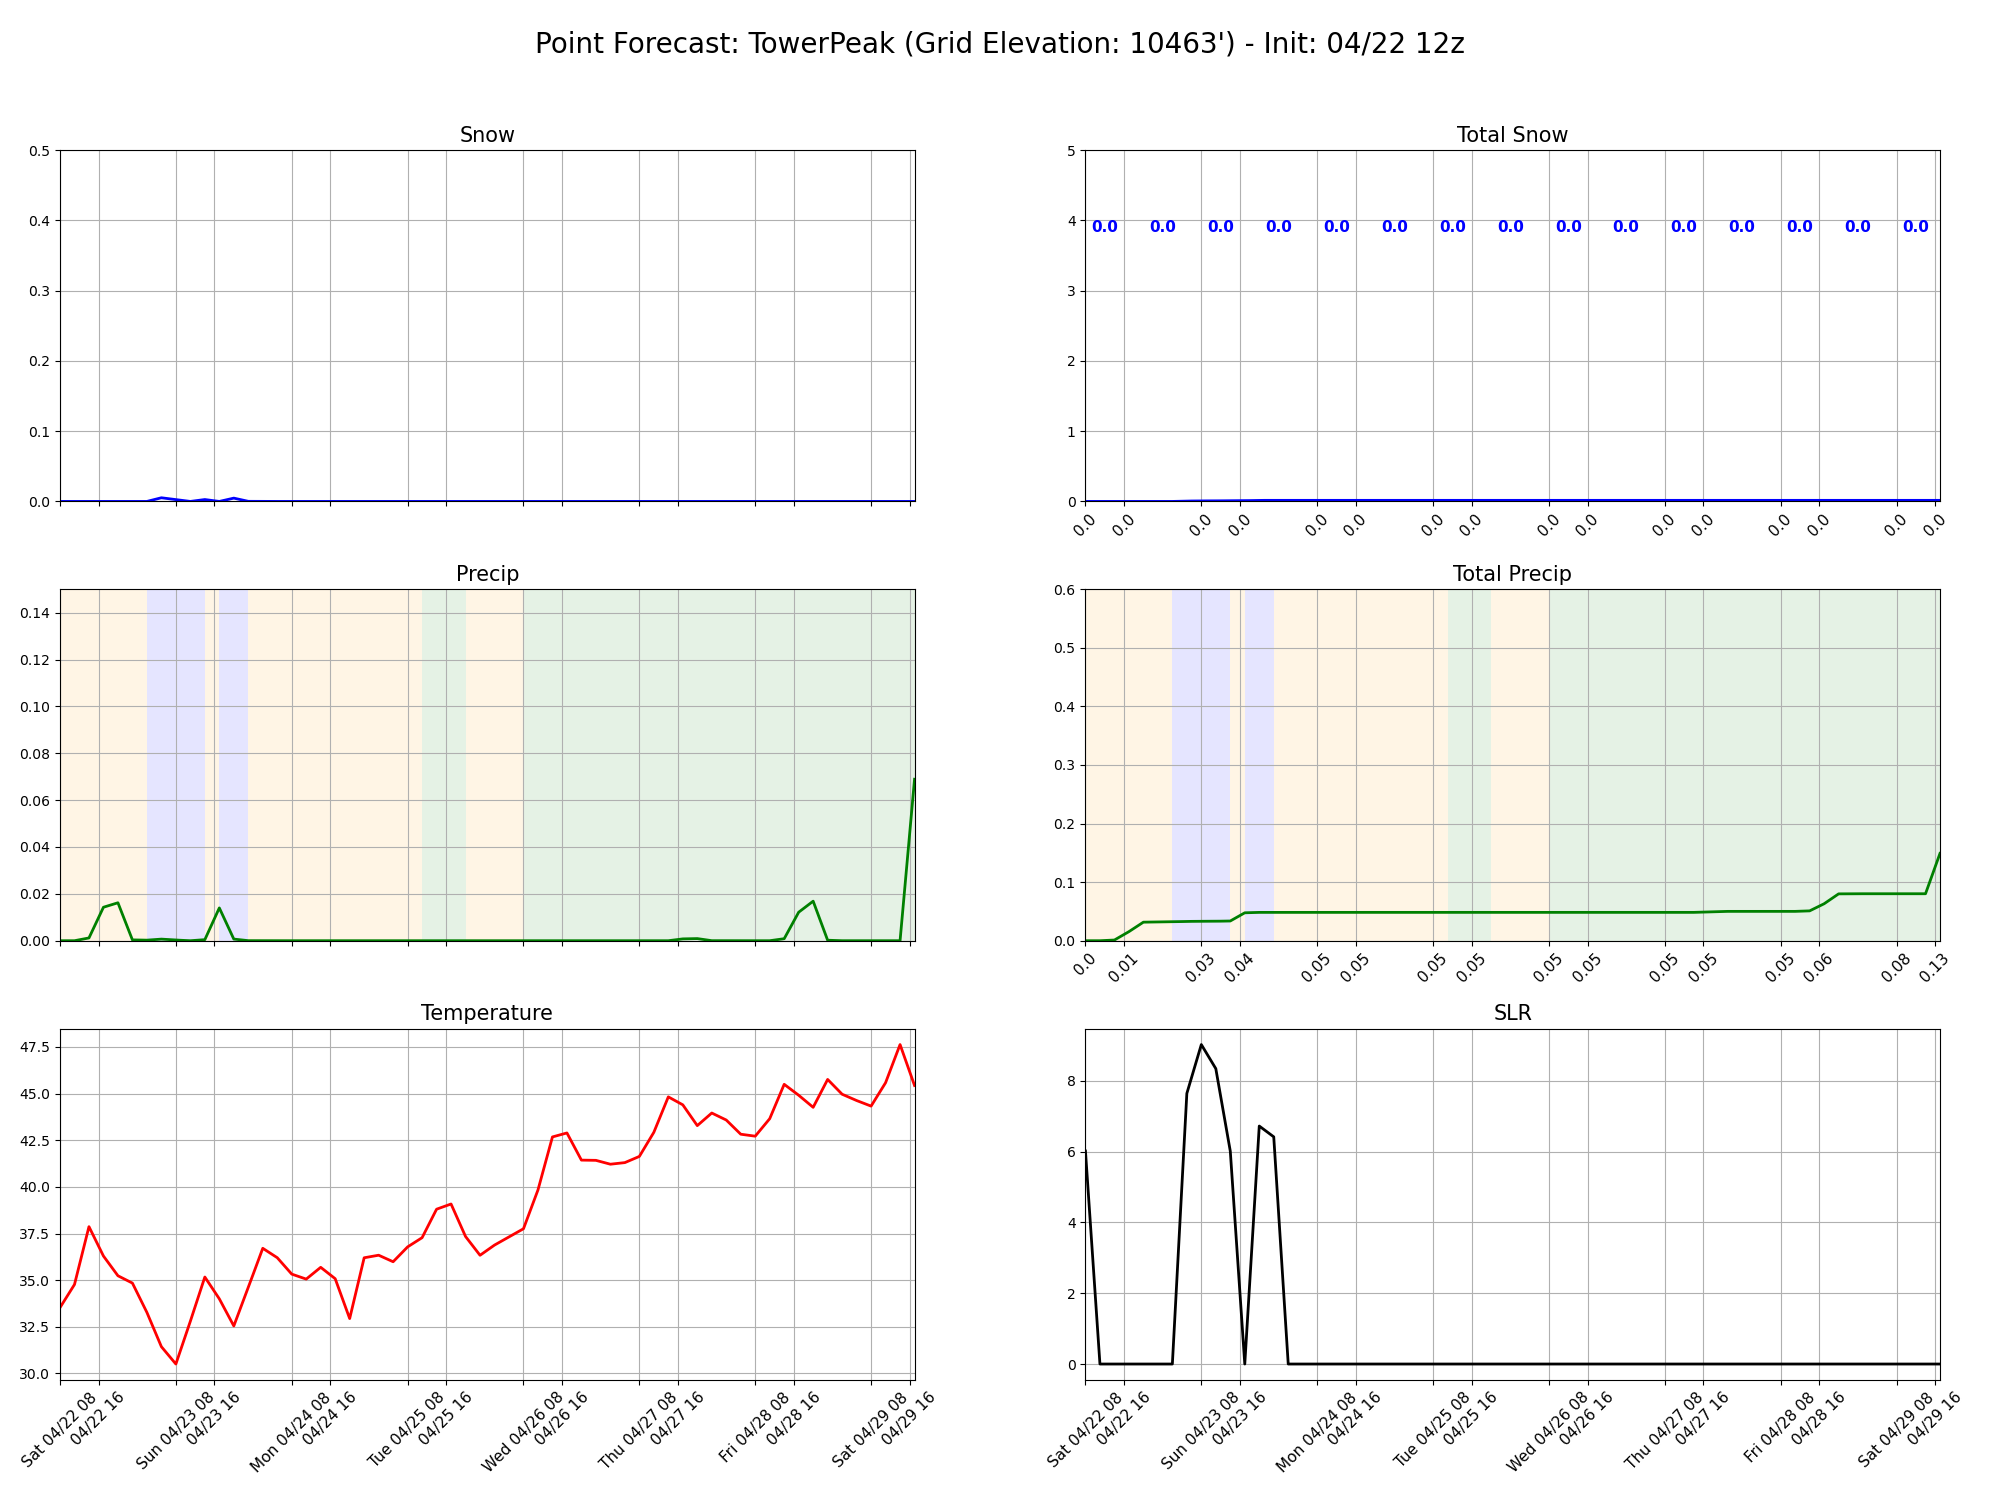 Point Forecast: TowerPeak (Grid Elevation: 10463') - Init: 04/22 12z
Snow
0.5
0.4
0.3
0.2
0.1
0.0
Total Snow
5
4
3
2
1
0
0.0 0.0 0.0 0.0 0.0 0.0 0.0 0.0 0.0 0.0 0.0 0.0 0.0 0.0 0.0
0.0 0.0 0.0 0.0 0.0 0.0 0.0 0.0 0.0 0.0 0.0 0.0 0.0 0.0 0.0 0.0
Precip
0.14
0.12
0.10
0.08
0.06
0.04
0.02
0.00
Total Precip
0.6
0.5
0.4
0.3
0.2
0.1
0.0
0.0 0.01 0.03 0.04 0.05 0.05 0.05 0.05 0.05 0.05 0.05 0.05 0.05 0.06 0.08 0.13
Temperature
47.5
45.0
42.5
40.0
37.5
35.0
32.5
30.0
Sat 04/22 08
04/22 16
Sun 04/23 08
04/23 16
Mon 04/24 08
04/24 16
Tue 04/25 08
04/25 16
Wed 04/26 08
04/26 16
Thu 04/27 08
04/27 16
Fri 04/28 08
04/28 16
Sat 04/29 08
04/29 16
SLR
8
6
4
2
0
Sat 04/22 08
04/22 16
Sun 04/23 08
04/23 16
Mon 04/24 08
04/24 16
Tue 04/25 08
04/25 16
Wed 04/26 08
04/26 16
Thu 04/27 08
04/27 16
Fri 04/28 08
04/28 16
Sat 04/29 08
04/29 16